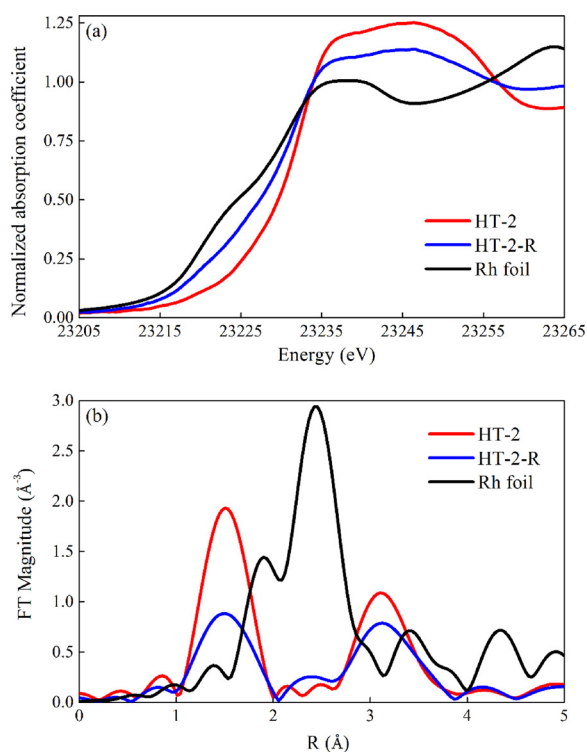 (a)
Normalized absorption coefficient
1.25
1.00
0.75
0.50
0.25
0.00
HT-2
HT-2-R
Rh foil
23205 23215 23225 23235 23245 23255 23265
Energy (eV)
(b)
FT Magnitude (Å⁻³)
3.0
2.5
2.0
1.5
1.0
0.5
0.0
HT-2
HT-2-R
Rh foil
0 1 2 3 4 5
R (Å)